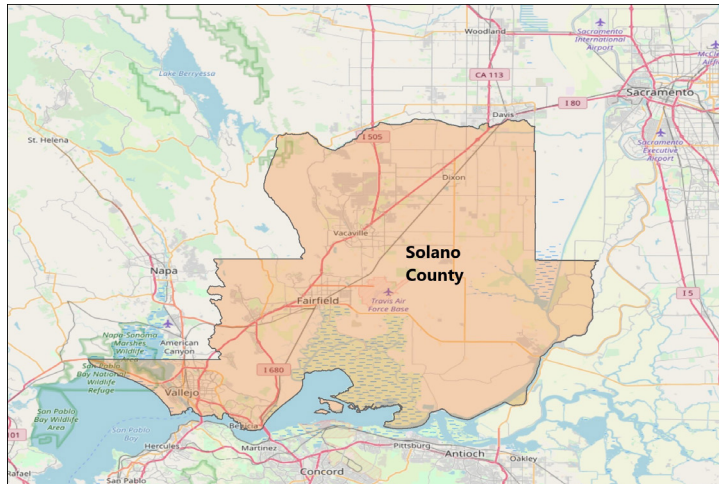 Woodland
Sacramento
International
Airport
McCl
Airf
Lake Berryessa
CA 113
Sacramento
I 80
Davis
St. Helena
I 505
Sacramento
Executive
Airport
Dixon
Vacaville
Solano
County
Napa
I 5
Fairfield
Travis Air
Force Base
Napa-Sonoma
Marshes
Wildlife
American
Canyon
San Pablo
Bay National
Wildlife
Refuge
I 680
Vallejo
San Pablo
Bay Wildlife
Area
San Pablo
Bay
Benicia
101
Hercules
Martinez
Pittsburg
Antioch
Oakley
Rafael
San Pablo
Concord